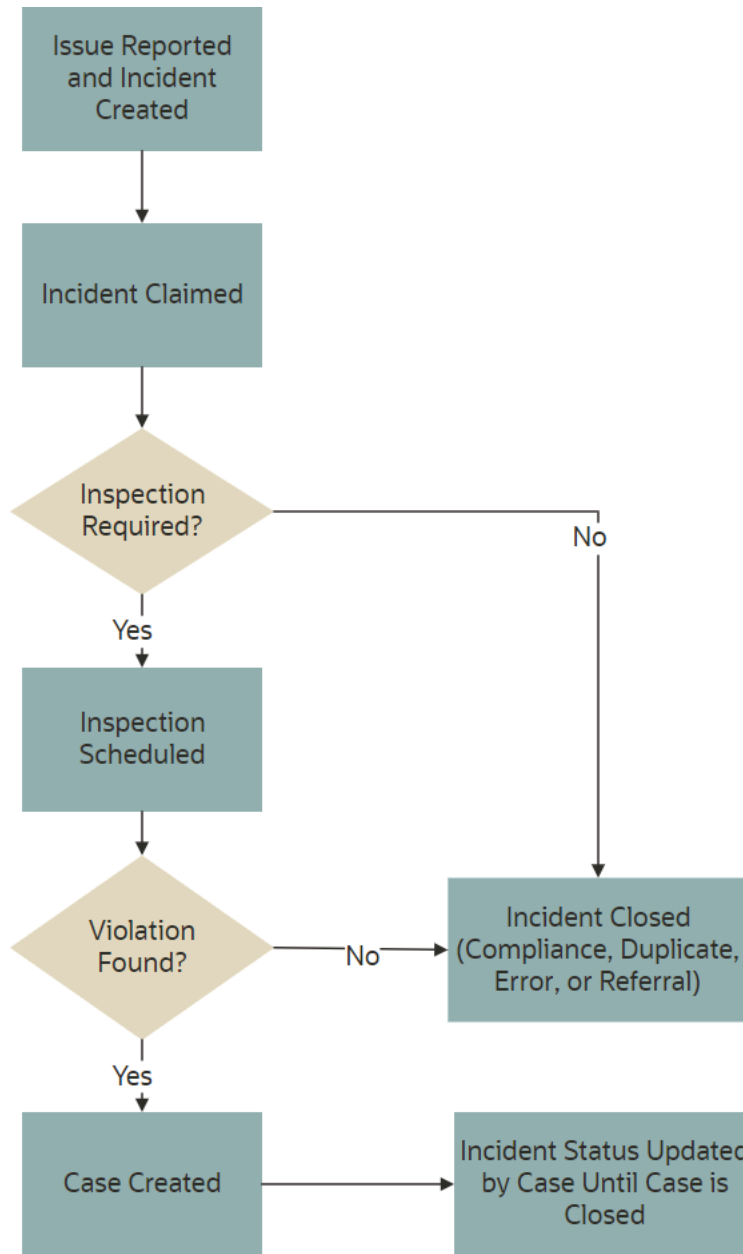 Issue Reported
and Incident
Created
Incident Claimed
Inspection
Required?
No
Yes
Inspection
Scheduled
Violation
Found?
No
Incident Closed
(Compliance, Duplicate,
Error, or Referral)
Yes
Case Created
Incident Status Updated
by Case Until Case is
Closed